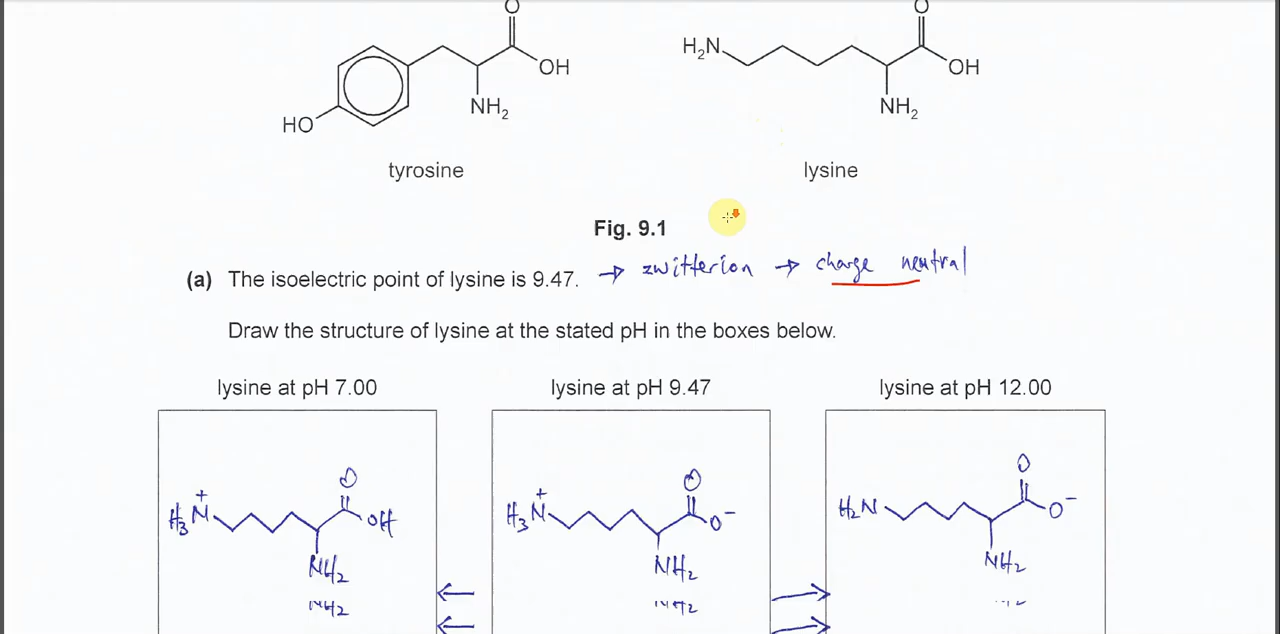 O O
H₂N
OH OH
NH₂ NH₂
HO
tyrosine lysine
Fig. 9.1
(a) The isoelectric point of lysine is 9.47. → zwitterion → charge neutral
Draw the structure of lysine at the stated pH in the boxes below.
lysine at pH 7.00 lysine at pH 9.47 lysine at pH 12.00
O O O
H₃N⁺ OH H₃N⁺ O⁻ H₂N O⁻
NH₂ NH₂ NH₂
NH₂ NH₂